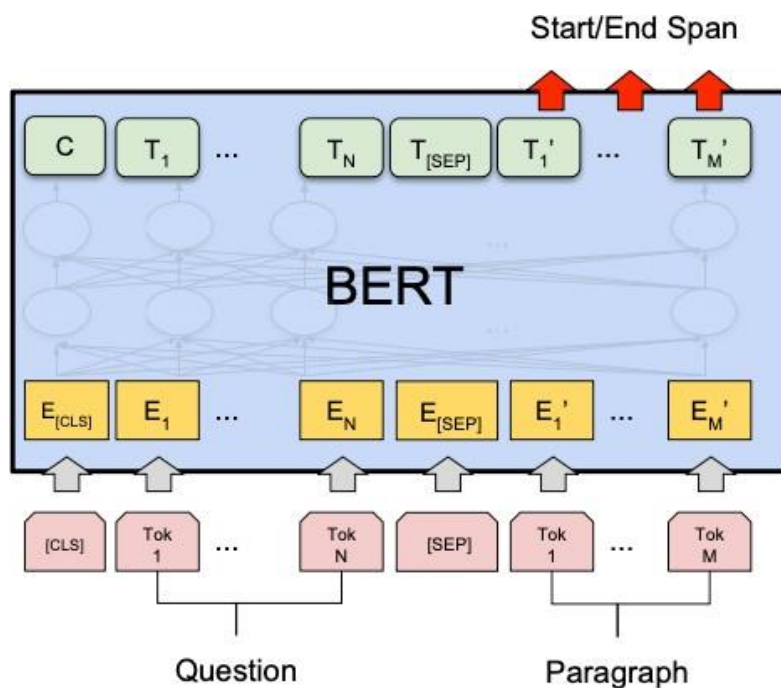 Start/End Span
C T1 ... TN T[SEP] T1' ... TM'
...
BERT
...
E[CLS] E1 ... EN E[SEP] E1' ... EM'
[CLS] Tok 1 ... Tok N [SEP] Tok 1 ... Tok M
Question Paragraph